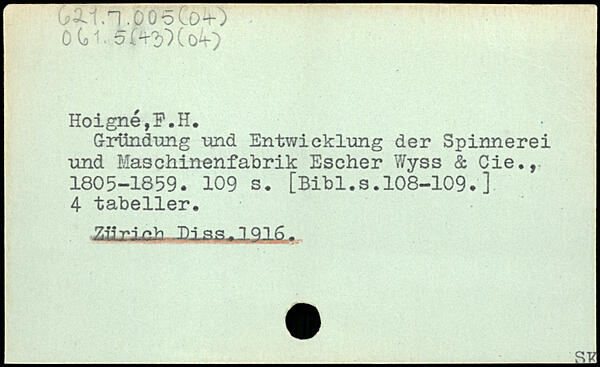 621.7.005(04)
061.5(43)(04)
Hoigné,F.H.
Gründung und Entwicklung der Spinnerei
und Maschinenfabrik Escher Wyss & Cie.,
1805-1859. 109 s. [Bibl.s.108-109.]
4 tabeller.
Zürich Diss.1916.
SK